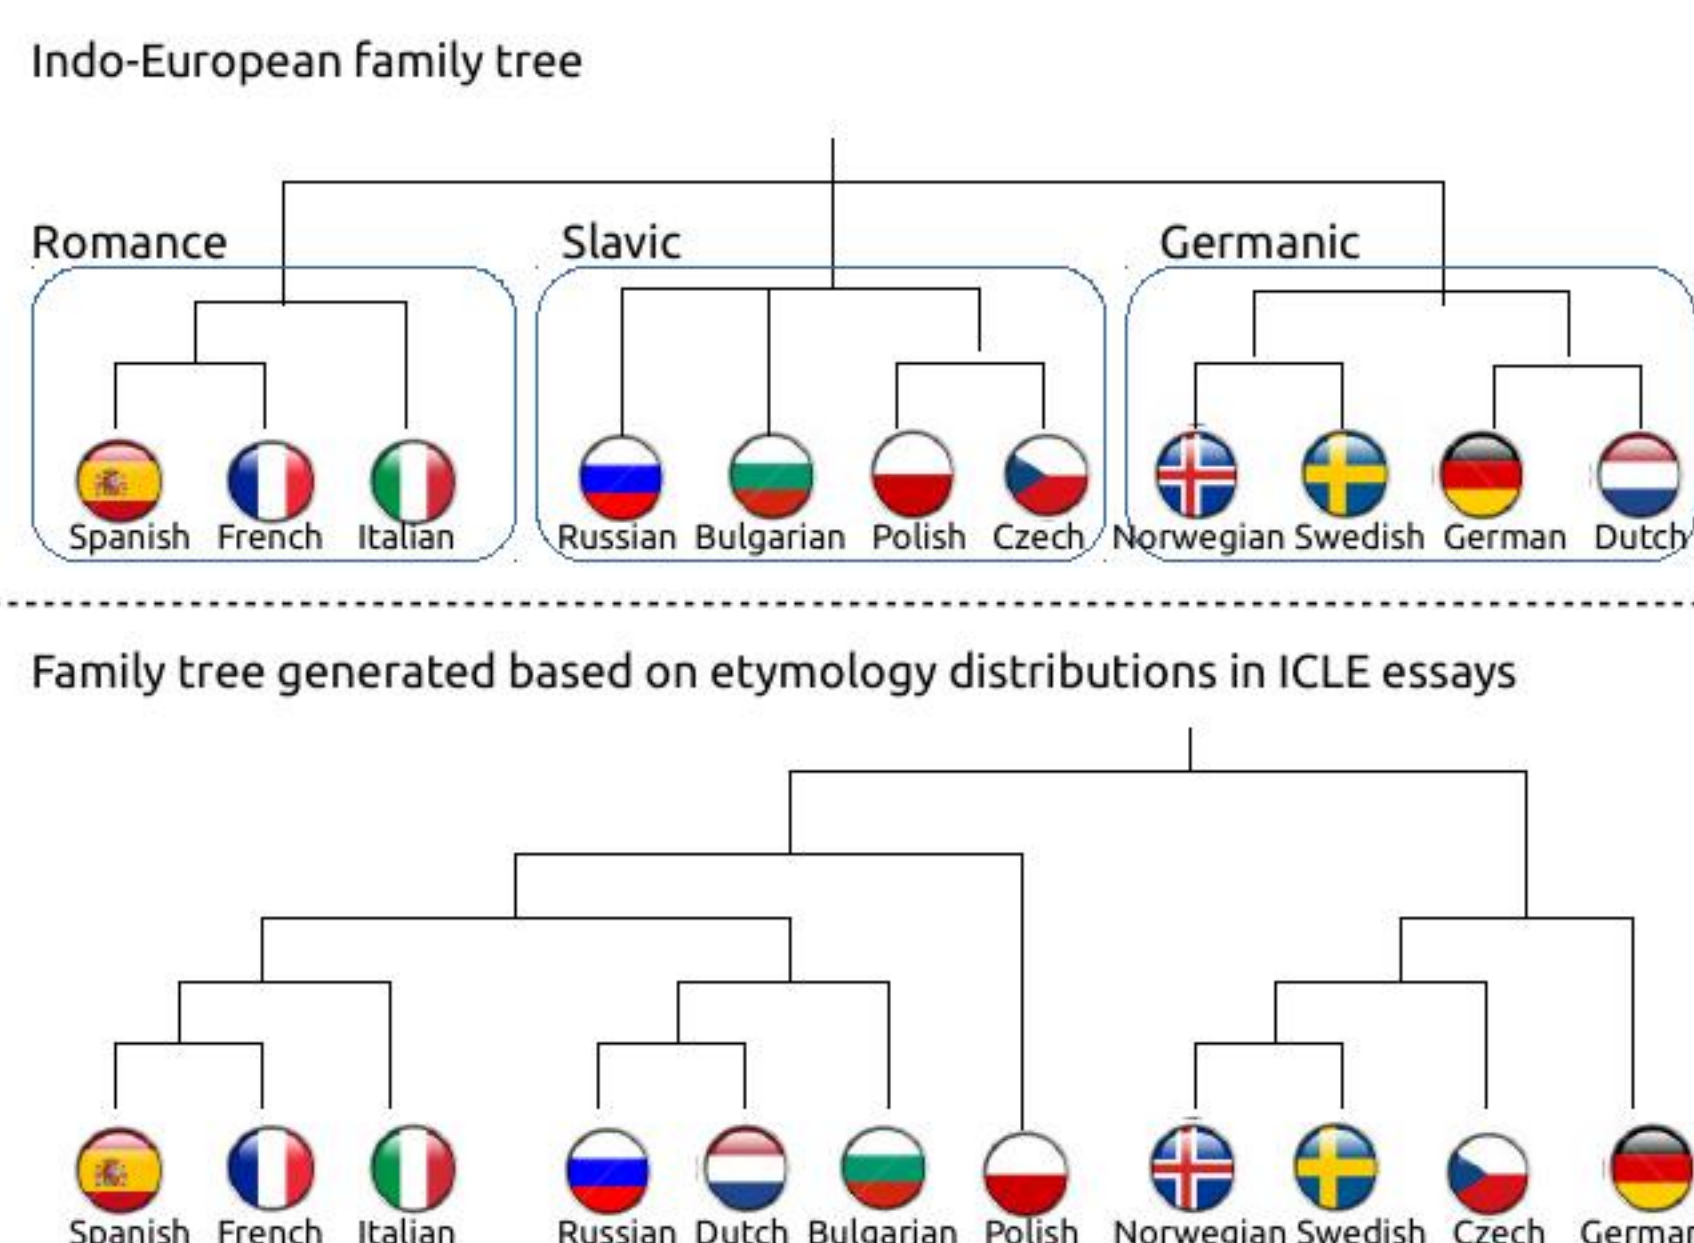 Indo-European family tree
Romance Slavic Germanic
Spanish French Italian Russian Bulgarian Polish Czech Norwegian Swedish German Dutch
Family tree generated based on etymology distributions in ICLE essays
Spanish French Italian Russian Dutch Bulgarian Polish Norwegian Swedish Czech German